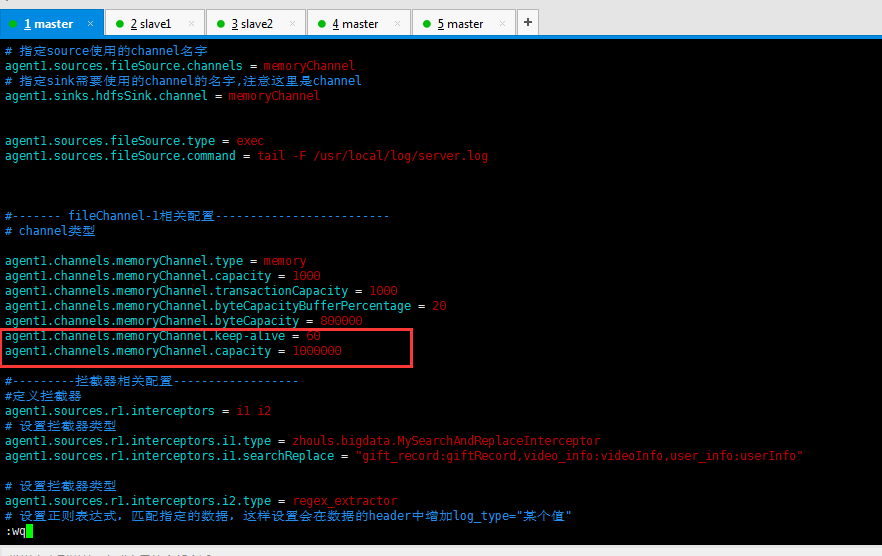 1 master × 2 slave1 × 3 slave2 × 4 master × 5 master × +
# 指定source使用的channel名字
agent1.sources.fileSource.channels = memoryChannel
# 指定sink需要使用的channel的名字,注意这里是channel
agent1.sinks.hdfsSink.channel = memoryChannel
agent1.sources.fileSource.type = exec
agent1.sources.fileSource.command = tail -F /usr/local/log/server.log
#------- fileChannel-1相关配置-------------------------
# channel类型
agent1.channels.memoryChannel.type = memory
agent1.channels.memoryChannel.capacity = 1000
agent1.channels.memoryChannel.transactionCapacity = 1000
agent1.channels.memoryChannel.byteCapacityBufferPercentage = 20
agent1.channels.memoryChannel.byteCapacity = 800000
agent1.channels.memoryChannel.keep-alive = 60
agent1.channels.memoryChannel.capacity = 1000000
#---------拦截器相关配置------------------
#定义拦截器
agent1.sources.r1.interceptors = i1 i2
# 设置拦截器类型
agent1.sources.r1.interceptors.i1.type = zhouls.bigdata.MySearchAndReplaceInterceptor
agent1.sources.r1.interceptors.i1.searchReplace = "gift_record:giftRecord,video_info:videoInfo,user_info:userInfo"
# 设置拦截器类型
agent1.sources.r1.interceptors.i2.type = regex_extractor
# 设置正则表达式，匹配指定的数据，这样设置会在数据的header中增加log_type="某个值"
:wq